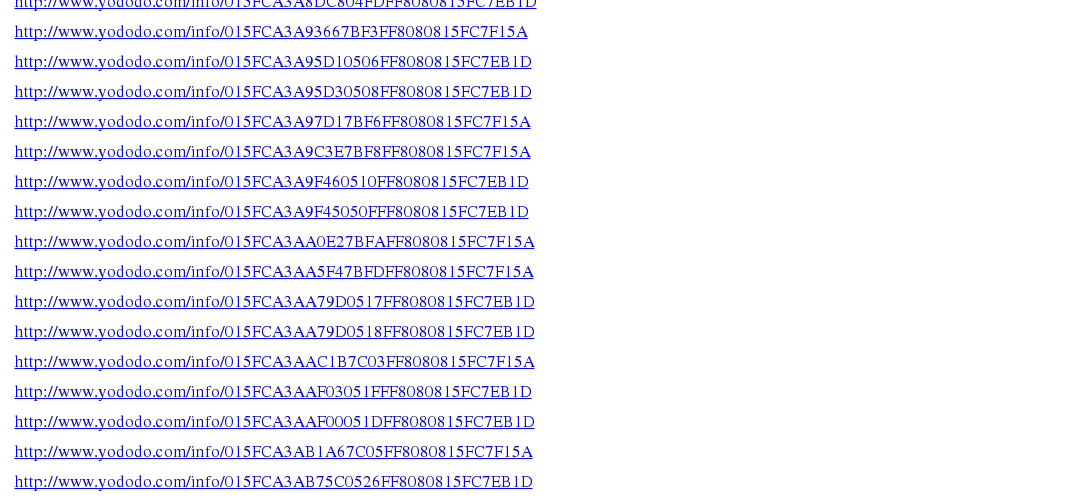 http://www.yododo.com/info/015FCA3A8DC804FDFF8080815FC7EB1D
http://www.yododo.com/info/015FCA3A93667BF3FF8080815FC7F15A
http://www.yododo.com/info/015FCA3A95D10506FF8080815FC7EB1D
http://www.yododo.com/info/015FCA3A95D30508FF8080815FC7EB1D
http://www.yododo.com/info/015FCA3A97D17BF6FF8080815FC7F15A
http://www.yododo.com/info/015FCA3A9C3E7BF8FF8080815FC7F15A
http://www.yododo.com/info/015FCA3A9F460510FF8080815FC7EB1D
http://www.yododo.com/info/015FCA3A9F45050FFF8080815FC7EB1D
http://www.yododo.com/info/015FCA3AA0E27BFAFF8080815FC7F15A
http://www.yododo.com/info/015FCA3AA5F47BFDFF8080815FC7F15A
http://www.yododo.com/info/015FCA3AA79D0517FF8080815FC7EB1D
http://www.yododo.com/info/015FCA3AA79D0518FF8080815FC7EB1D
http://www.yododo.com/info/015FCA3AAC1B7C03FF8080815FC7F15A
http://www.yododo.com/info/015FCA3AAF03051FFF8080815FC7EB1D
http://www.yododo.com/info/015FCA3AAF00051DFF8080815FC7EB1D
http://www.yododo.com/info/015FCA3AB1A67C05FF8080815FC7F15A
http://www.yododo.com/info/015FCA3AB75C0526FF8080815FC7EB1D